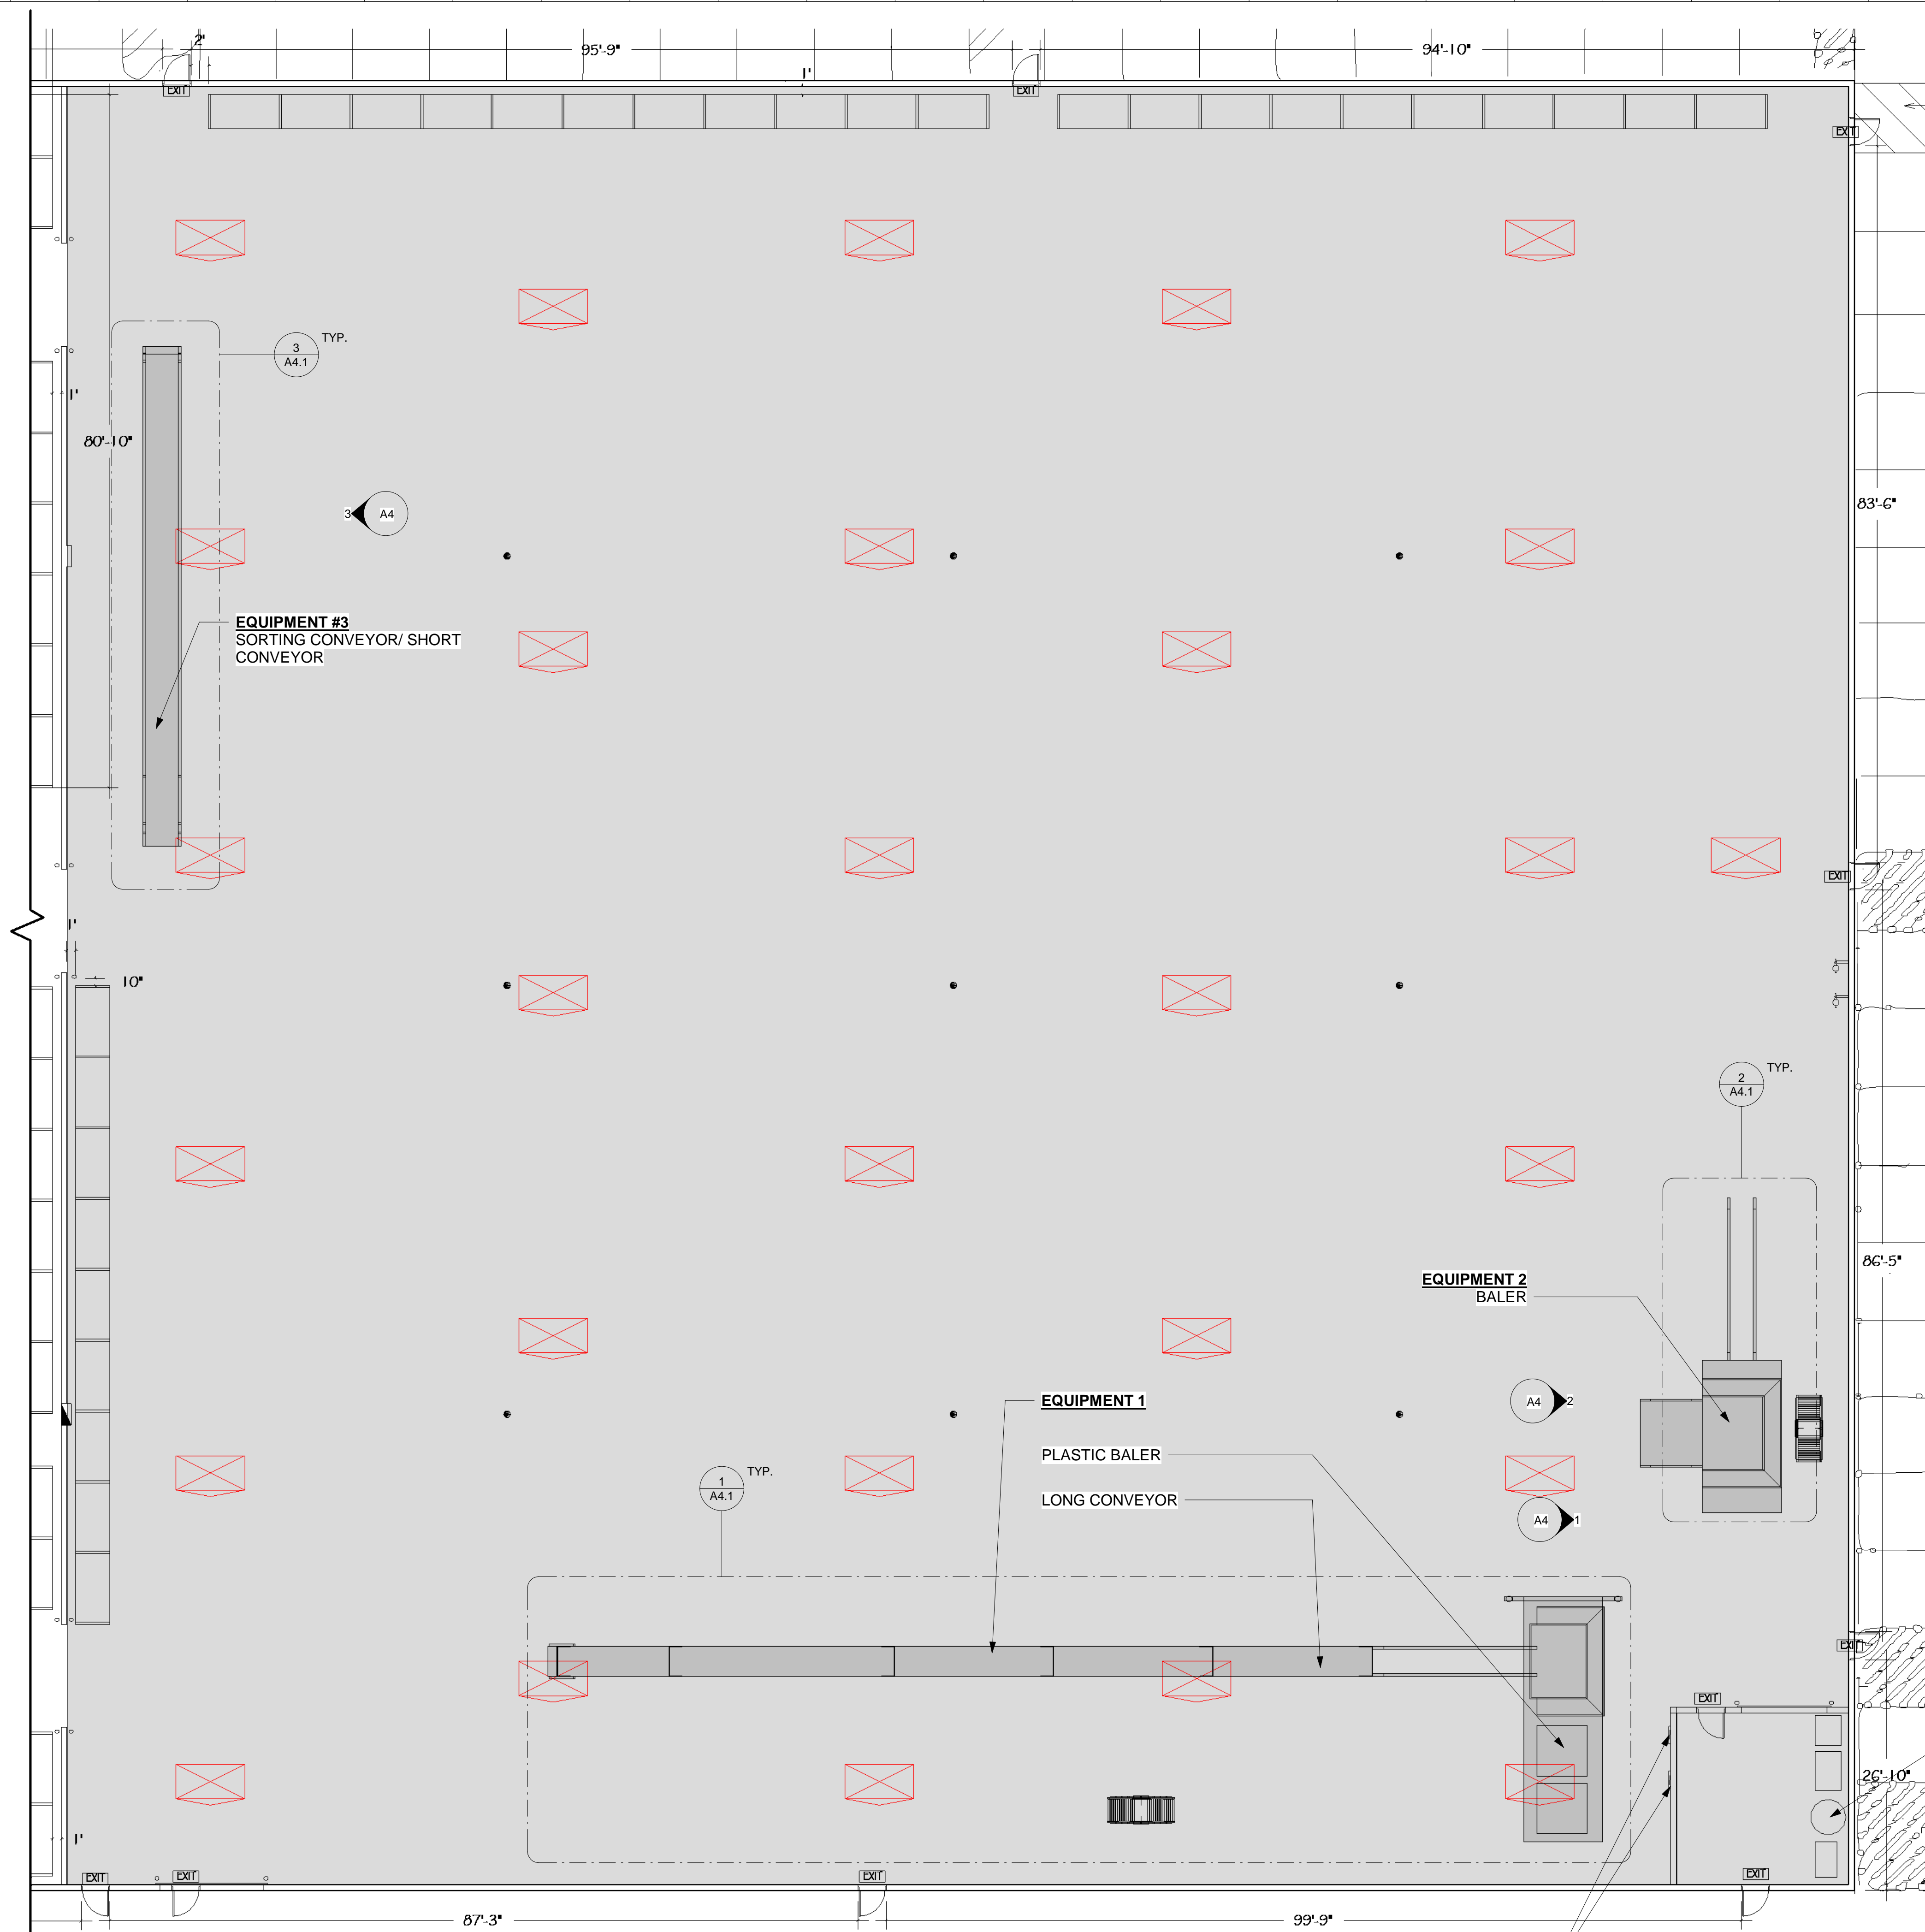 2'
95'-9"
94'-10"
1'
EXIT
EXIT
EXIT
3
A4.1
TYP.
1'
80'-10"
83'-6"
3
A4
EQUIPMENT #3
SORTING CONVEYOR/ SHORT
CONVEYOR
EXIT
1'
10"
2
A4.1
TYP.
86'-5"
EQUIPMENT 2
BALER
EQUIPMENT 1
A4
2
PLASTIC BALER
1
A4.1
TYP.
LONG CONVEYOR
A4
1
EXIT
EXIT
26'-10"
1'
EXIT
EXIT
EXIT
EXIT
87'-3"
99'-9"